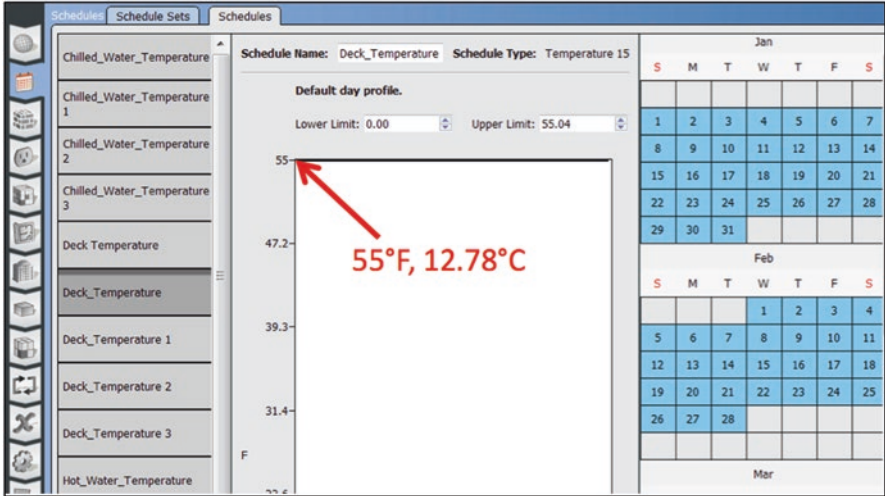 Schedules Schedule Sets Schedules
Chilled_Water_Temperature
Chilled_Water_Temperature
1
Chilled_Water_Temperature
2
Chilled_Water_Temperature
3
Deck Temperature
Deck_Temperature
Deck_Temperature 1
Deck_Temperature 2
Deck_Temperature 3
Hot_Water_Temperature
Schedule Name: Deck_Temperature Schedule Type: Temperature 15
Default day profile.
Lower Limit: 0.00 Upper Limit: 55.04
55
55°F, 12.78°C
47.2
39.3
31.4
F
Jan
S M T W T F S
1 2 3 4 5 6 7
8 9 10 11 12 13 14
15 16 17 18 19 20 21
22 23 24 25 26 27 28
29 30 31
Feb
S M T W T F S
1 2 3 4
5 6 7 8 9 10 11
12 13 14 15 16 17 18
19 20 21 22 23 24 25
26 27 28
Mar